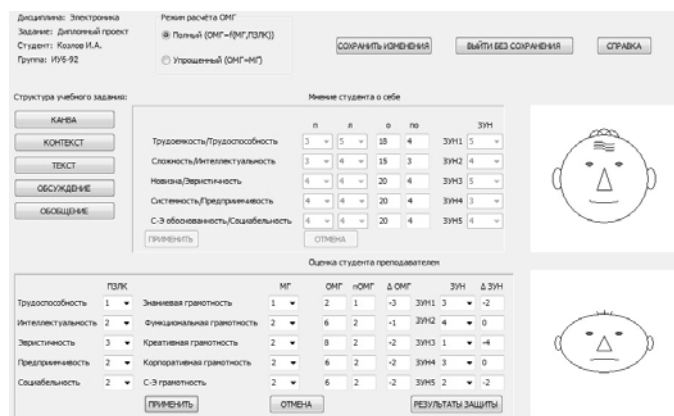 Дисциплина: Электроника
Задание: Дипломный проект
Студент: Козлов И.А.
Группа: ИУ6-92
Режим расчёта ОМГ
Полный (ОМГ=f(МГ,ПЗЛК))
Упрощенный (ОМГ=МГ)
СОХРАНИТЬ ИЗМЕНЕНИЯ
ВЫЙТИ БЕЗ СОХРАНЕНИЯ
СПРАВКА
Структура учебного задания:
КАНВА
КОНТЕКСТ
ТЕКСТ
ОБСУЖДЕНИЕ
ОБОБЩЕНИЕ
Мнение студента о себе
п л о по ЗУН
Трудоемкость/Трудоспособность 3 5 18 4 ЗУН1 5
Сложность/Интеллектуальность 3 4 15 3 ЗУН2 4
Новизна/Эвристичность 4 4 20 4 ЗУН3 5
Системность/Предприимчивость 4 4 20 4 ЗУН4 3
С-Э обоснованность/Социабельность 4 4 20 4 ЗУН5 4
ПРИМЕНИТЬ ОТМЕНА
Оценка студента преподавателем
ПЗЛК МГ ОМГ пОМГ Δ ОМГ ЗУН Δ ЗУН
Трудоспособность 1 Знаниевая грамотность 1 2 1 -3 ЗУН1 3 -2
Интеллектуальность 2 Функциональная грамотность 2 6 2 -1 ЗУН2 4 0
Эвристичность 3 Креативная грамотность 2 8 2 -2 ЗУН3 1 -4
Предприимчивость 2 Корпоративная грамотность 2 6 2 -2 ЗУН4 3 0
Социабельность 2 С-Э грамотность 2 6 2 -2 ЗУН5 2 -2
ПРИМЕНИТЬ ОТМЕНА РЕЗУЛЬТАТЫ ЗАЩИТЫ